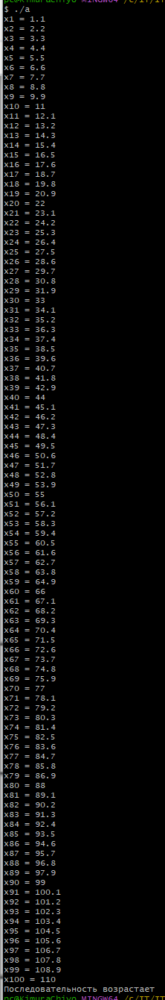 pc@KimuraChiyo MINGW64 /c/IT/IT
$ ./a
x1 = 1.1
x2 = 2.2
x3 = 3.3
x4 = 4.4
x5 = 5.5
x6 = 6.6
x7 = 7.7
x8 = 8.8
x9 = 9.9
x10 = 11
x11 = 12.1
x12 = 13.2
x13 = 14.3
x14 = 15.4
x15 = 16.5
x16 = 17.6
x17 = 18.7
x18 = 19.8
x19 = 20.9
x20 = 22
x21 = 23.1
x22 = 24.2
x23 = 25.3
x24 = 26.4
x25 = 27.5
x26 = 28.6
x27 = 29.7
x28 = 30.8
x29 = 31.9
x30 = 33
x31 = 34.1
x32 = 35.2
x33 = 36.3
x34 = 37.4
x35 = 38.5
x36 = 39.6
x37 = 40.7
x38 = 41.8
x39 = 42.9
x40 = 44
x41 = 45.1
x42 = 46.2
x43 = 47.3
x44 = 48.4
x45 = 49.5
x46 = 50.6
x47 = 51.7
x48 = 52.8
x49 = 53.9
x50 = 55
x51 = 56.1
x52 = 57.2
x53 = 58.3
x54 = 59.4
x55 = 60.5
x56 = 61.6
x57 = 62.7
x58 = 63.8
x59 = 64.9
x60 = 66
x61 = 67.1
x62 = 68.2
x63 = 69.3
x64 = 70.4
x65 = 71.5
x66 = 72.6
x67 = 73.7
x68 = 74.8
x69 = 75.9
x70 = 77
x71 = 78.1
x72 = 79.2
x73 = 80.3
x74 = 81.4
x75 = 82.5
x76 = 83.6
x77 = 84.7
x78 = 85.8
x79 = 86.9
x80 = 88
x81 = 89.1
x82 = 90.2
x83 = 91.3
x84 = 92.4
x85 = 93.5
x86 = 94.6
x87 = 95.7
x88 = 96.8
x89 = 97.9
x90 = 99
x91 = 100.1
x92 = 101.2
x93 = 102.3
x94 = 103.4
x95 = 104.5
x96 = 105.6
x97 = 106.7
x98 = 107.8
x99 = 108.9
x100 = 110
Последовательность возрастает
pc@KimuraChiyo MINGW64 /c/IT/IT